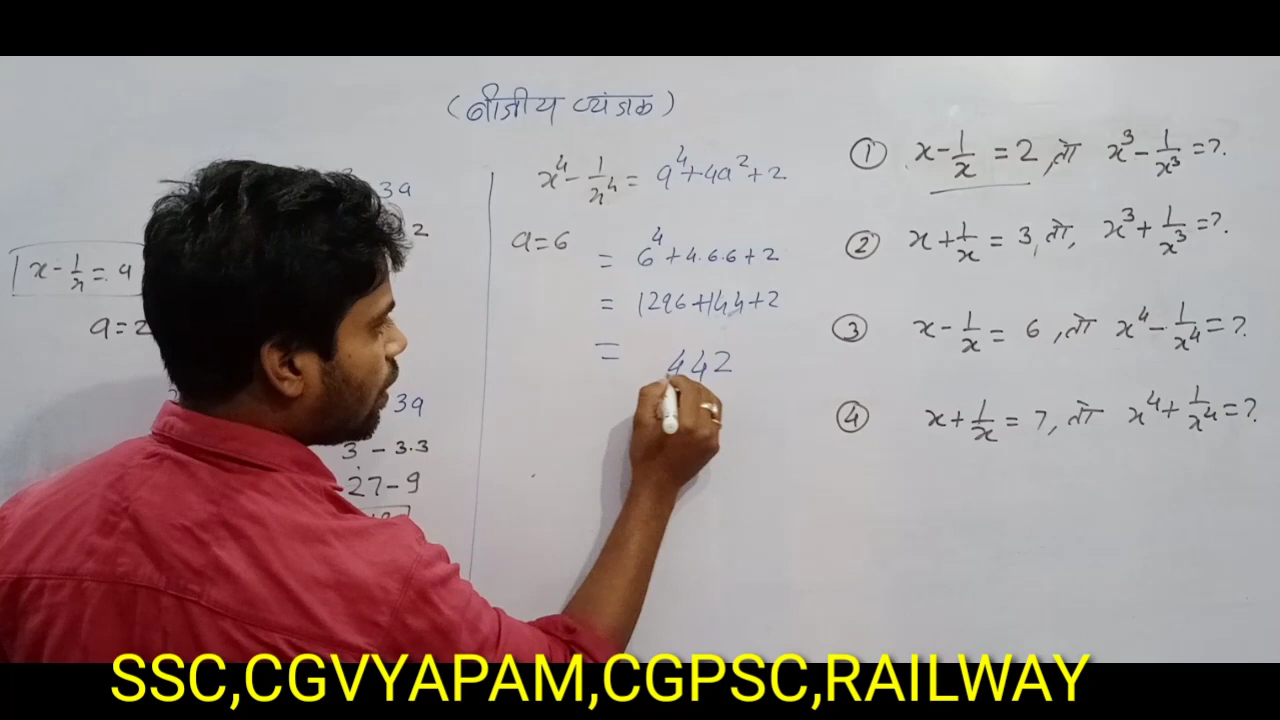 (बीजीय व्यंजक)
3a
2
x - 1/x = a
a = 2
3a
3 - 3.3
27 - 9
x⁴ - 1/x⁴ = a⁴ + 4a² + 2
a = 6
= 6⁴ + 4.6.6 + 2
= 1296 + 144 + 2
= 442
① x - 1/x = 2, तो x³ - 1/x³ = ?
② x + 1/x = 3, तो, x³ + 1/x³ = ?
③ x - 1/x = 6, तो x⁴ - 1/x⁴ = ?
④ x + 1/x = 7, तो x⁴ + 1/x⁴ = ?
SSC,CGVYAPAM,CGPSC,RAILWAY